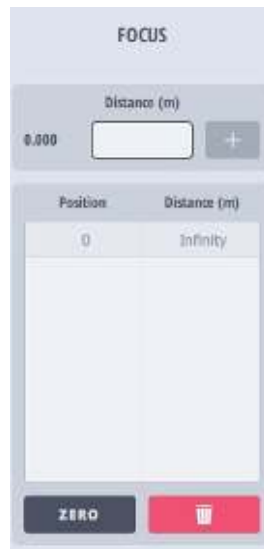 FOCUS
Distance (m)
0.000
+
Position Distance (m)
0 Infinity
ZERO